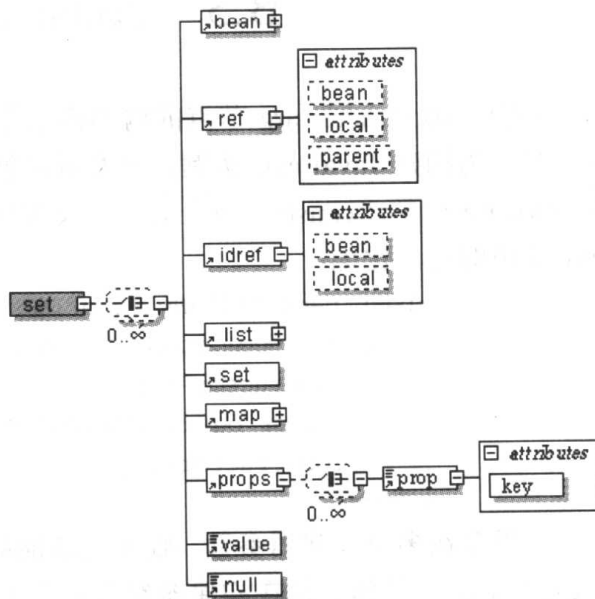 bean
attributes
ref
bean
local
parent
attributes
idref
bean
local
set
0..∞
list
set
map
attributes
props
prop
key
0..∞
value
null